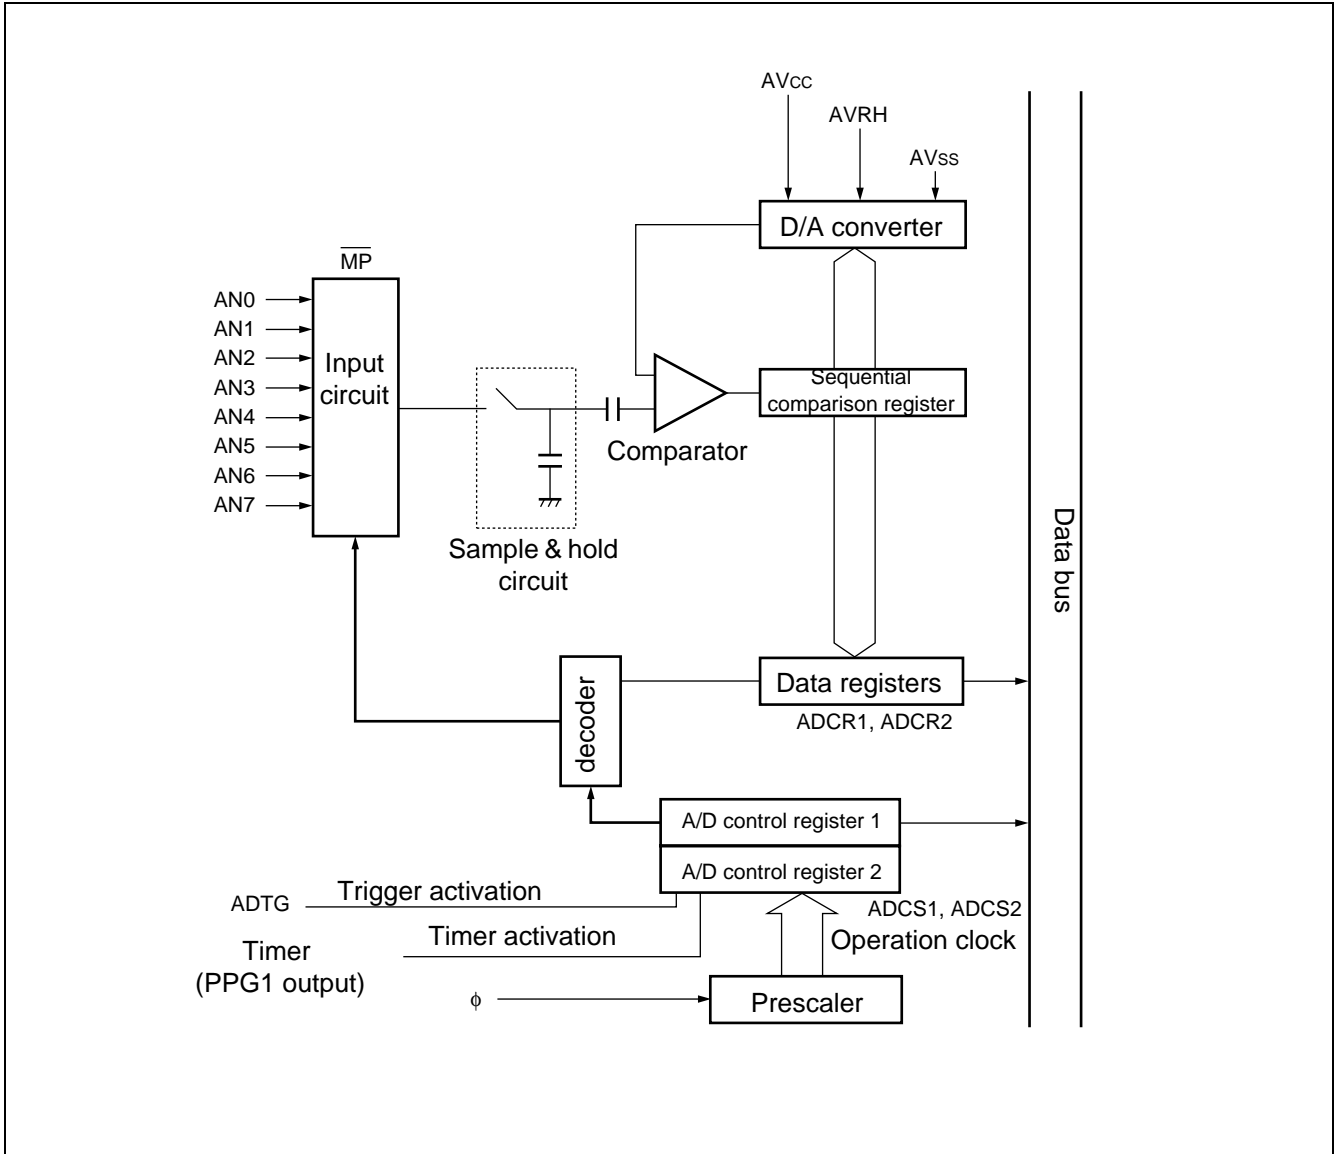 AVCC
AVRH
AVSS
D/A converter
MP
AN0
AN1
AN2
AN3
AN4
AN5
AN6
AN7
Input
circuit
Sequential
comparison register
Comparator
Sample & hold
circuit
Data bus
decoder
Data registers
ADCR1, ADCR2
A/D control register 1
A/D control register 2
ADTG
Trigger activation
ADCS1, ADCS2
Timer activation
Operation clock
Timer
(PPG1 output)
ϕ
Prescaler